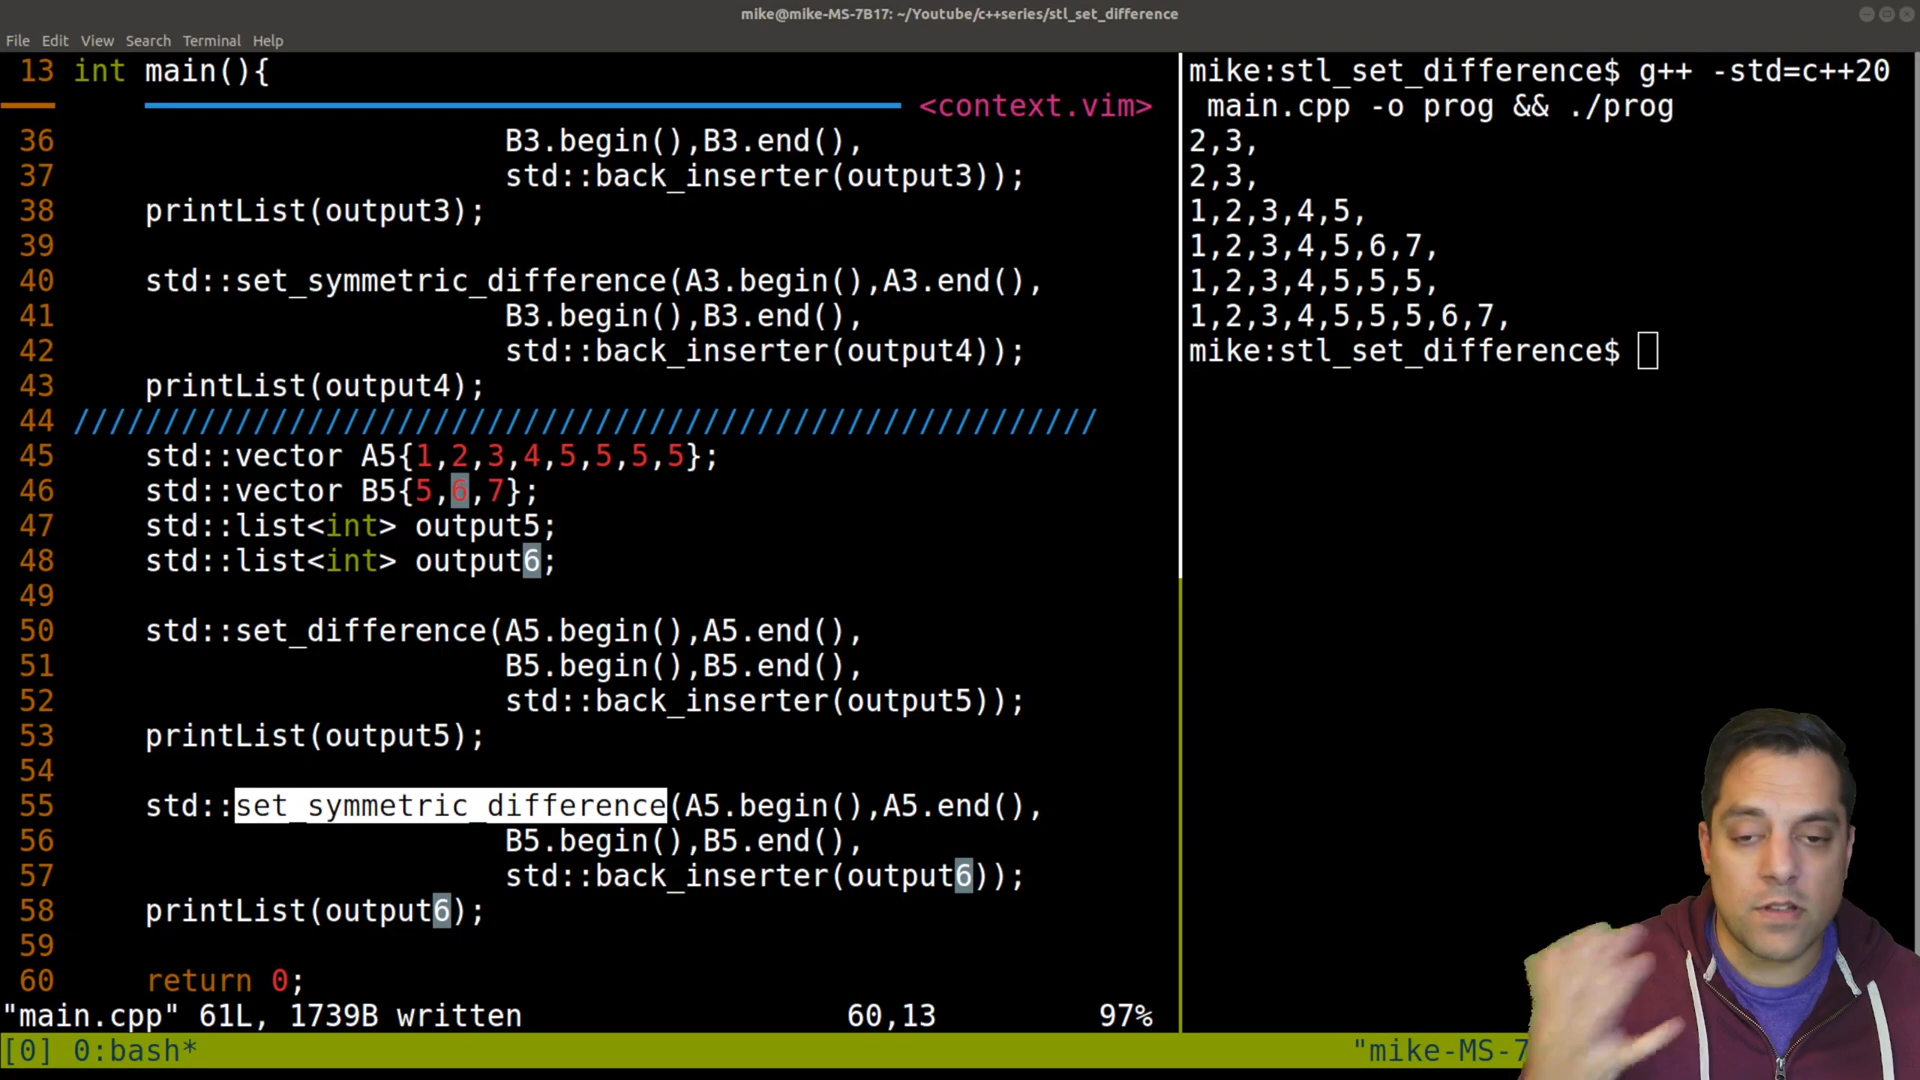 mike@mike-MS-7B17: ~/Youtube/c++series/stl_set_difference
File Edit View Search Terminal Help
13 int main(){
<context.vim>
36 B3.begin(),B3.end(),
37 std::back_inserter(output3));
38 printList(output3);
39
40 std::set_symmetric_difference(A3.begin(),A3.end(),
41 B3.begin(),B3.end(),
42 std::back_inserter(output4));
43 printList(output4);
44 /////////////////////////////////////////////////////////
45 std::vector A5{1,2,3,4,5,5,5,5};
46 std::vector B5{5,6,7};
47 std::list<int> output5;
48 std::list<int> output6;
49
50 std::set_difference(A5.begin(),A5.end(),
51 B5.begin(),B5.end(),
52 std::back_inserter(output5));
53 printList(output5);
54
55 std::set_symmetric_difference(A5.begin(),A5.end(),
56 B5.begin(),B5.end(),
57 std::back_inserter(output6));
58 printList(output6);
59
60 return 0;
"main.cpp" 61L, 1739B written 60,13 97%
mike:stl_set_difference$ g++ -std=c++20
main.cpp -o prog && ./prog
2,3,
2,3,
1,2,3,4,5,
1,2,3,4,5,6,7,
1,2,3,4,5,5,5,
1,2,3,4,5,5,5,6,7,
mike:stl_set_difference$
[0] 0:bash* "mike-MS-7